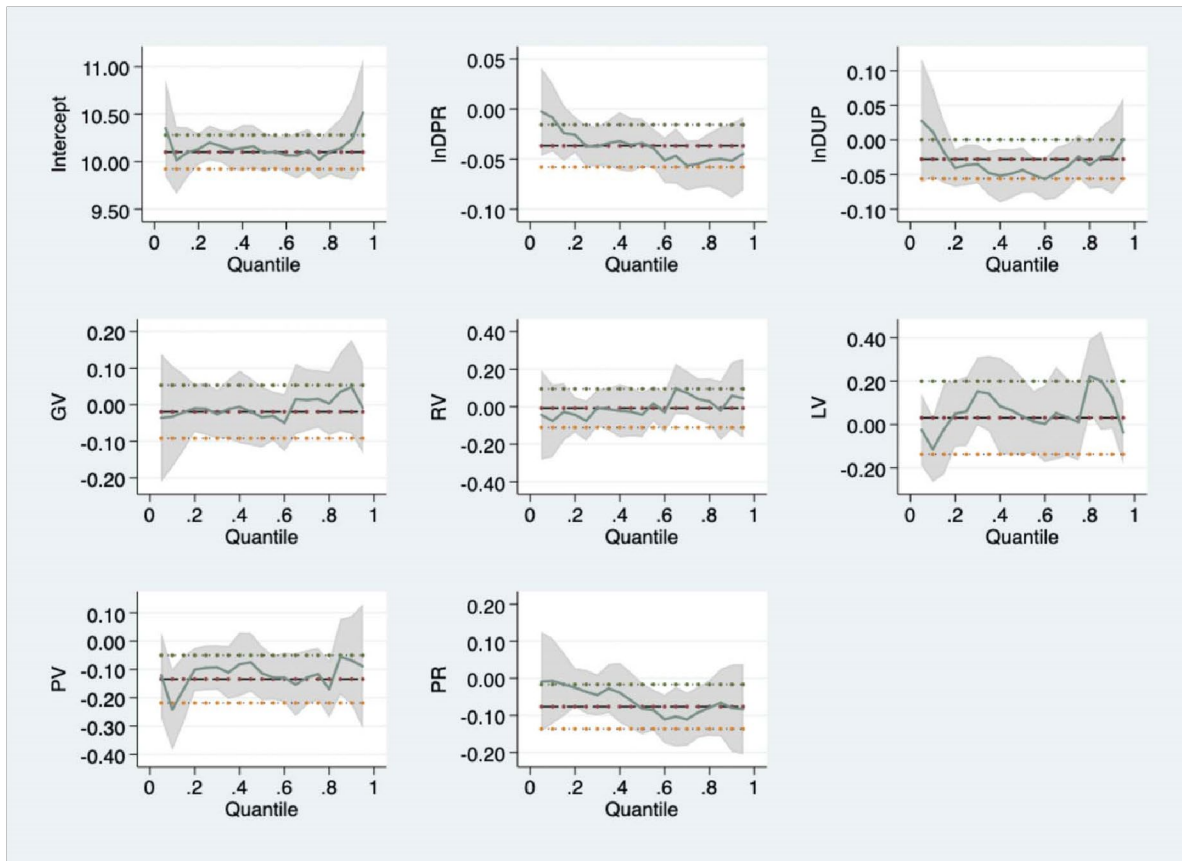 Intercept
11.00
10.50
10.00
9.50
0 .2 .4 .6 .8 1
Quantile
lnDPR
0.05
0.00
-0.05
-0.10
0 .2 .4 .6 .8 1
Quantile
lnDUP
0.10
0.05
0.00
-0.05
-0.10
0 .2 .4 .6 .8 1
Quantile
GV
0.20
0.10
0.00
-0.10
-0.20
0 .2 .4 .6 .8 1
Quantile
RV
0.40
0.20
0.00
-0.20
-0.40
0 .2 .4 .6 .8 1
Quantile
LV
0.40
0.20
0.00
-0.20
0 .2 .4 .6 .8 1
Quantile
PV
0.10
0.00
-0.10
-0.20
-0.30
-0.40
0 .2 .4 .6 .8 1
Quantile
PR
0.20
0.10
0.00
-0.10
-0.20
0 .2 .4 .6 .8 1
Quantile